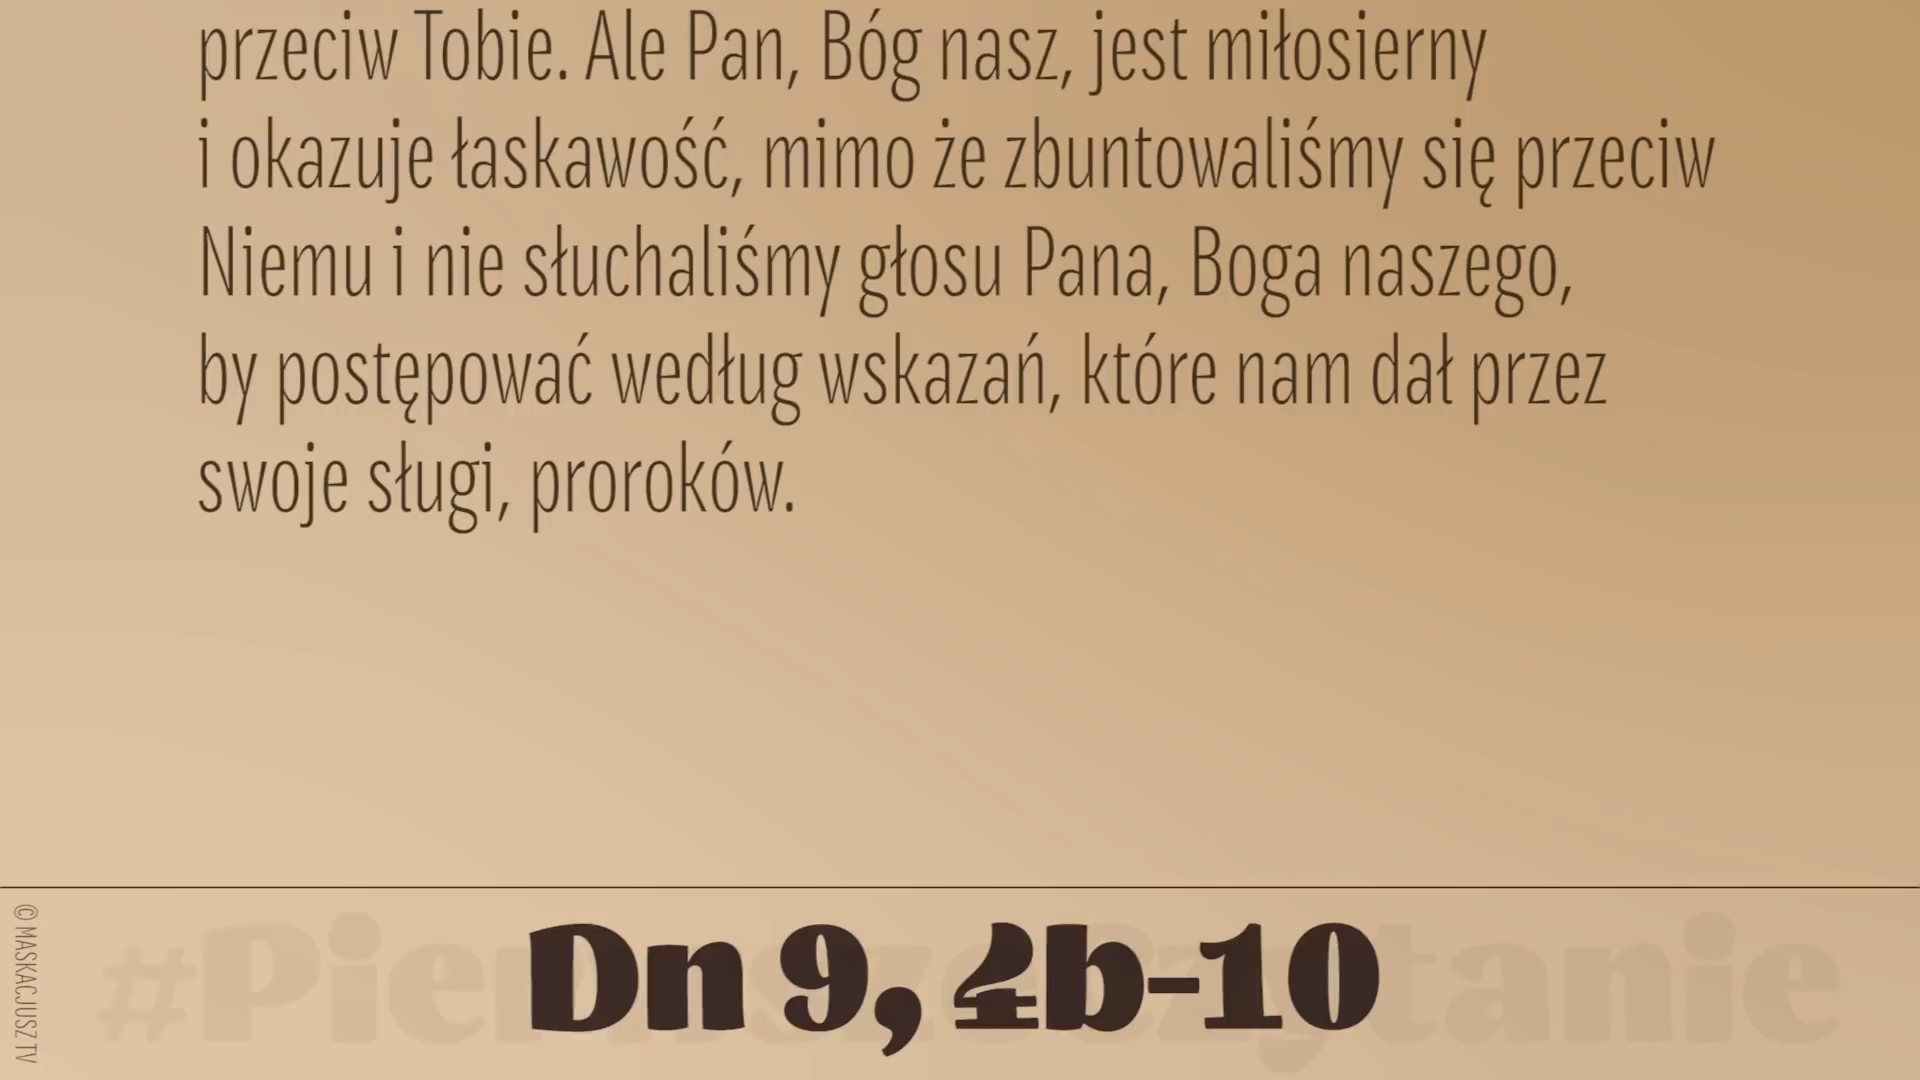 przeciw Tobie. Ale Pan, Bóg nasz, jest miłosierny
i okazuje łaskawość, mimo że zbuntowaliśmy się przeciw
Niemu i nie słuchaliśmy głosu Pana, Boga naszego,
by postępować według wskazań, które nam dał przez
swoje sługi, proroków.
#PierwszeCzytanie
Dn 9, 4b-10
© MASKACJUSZ TV